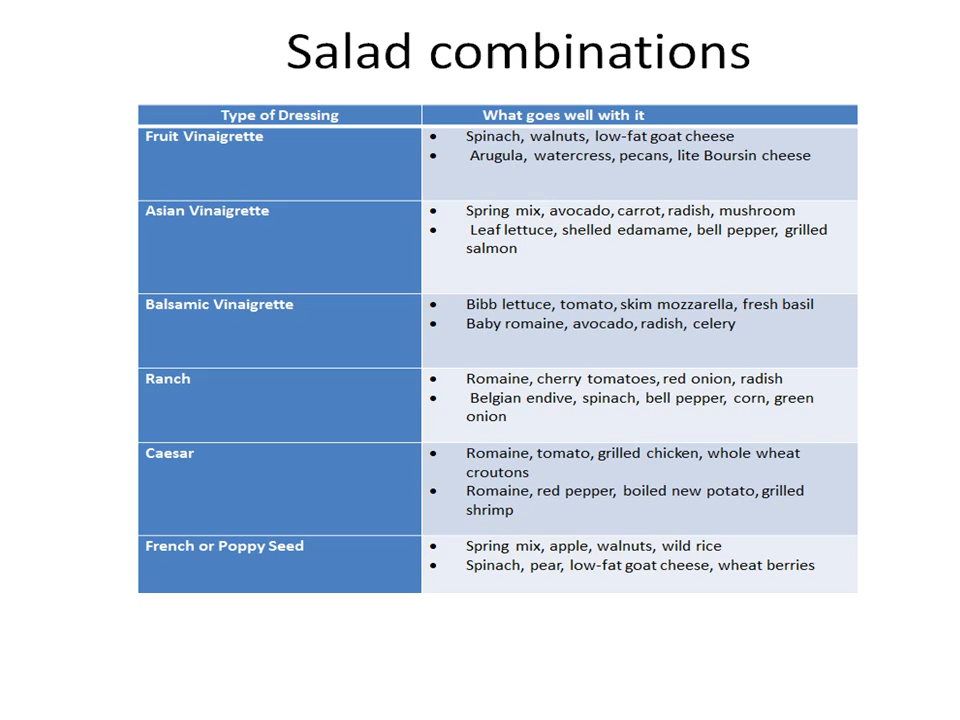 Salad combinations
Type of Dressing
What goes well with it
Fruit Vinaigrette
• Spinach, walnuts, low-fat goat cheese
• Arugula, watercress, pecans, lite Boursin cheese
Asian Vinaigrette
• Spring mix, avocado, carrot, radish, mushroom
• Leaf lettuce, shelled edamame, bell pepper, grilled
salmon
Balsamic Vinaigrette
• Bibb lettuce, tomato, skim mozzarella, fresh basil
• Baby romaine, avocado, radish, celery
Ranch
• Romaine, cherry tomatoes, red onion, radish
• Belgian endive, spinach, bell pepper, corn, green
onion
Caesar
• Romaine, tomato, grilled chicken, whole wheat
croutons
• Romaine, red pepper, boiled new potato, grilled
shrimp
French or Poppy Seed
• Spring mix, apple, walnuts, wild rice
• Spinach, pear, low-fat goat cheese, wheat berries